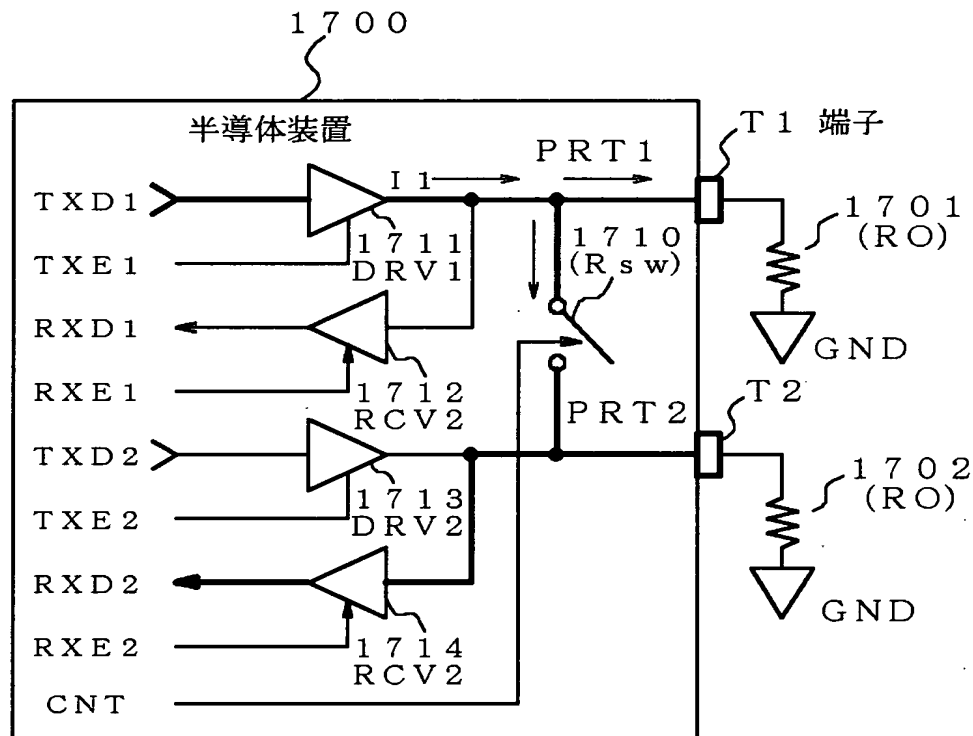 １７００
半導体装置
Ｔ１ 端子
ＰＲＴ１
Ｉ１
ＴＸＤ１
１７１１
ＤＲＶ１
１７１０
(Ｒｓｗ)
１７０１
(ＲＯ)
ＴＸＥ１
ＲＸＤ１
ＧＮＤ
ＲＸＥ１
１７１２
ＲＣＶ２
ＰＲＴ２
Ｔ２
ＴＸＤ２
１７１３
ＤＲＶ２
１７０２
(ＲＯ)
ＴＸＥ２
ＲＸＤ２
ＧＮＤ
ＲＸＥ２
１７１４
ＲＣＶ２
ＣＮＴ